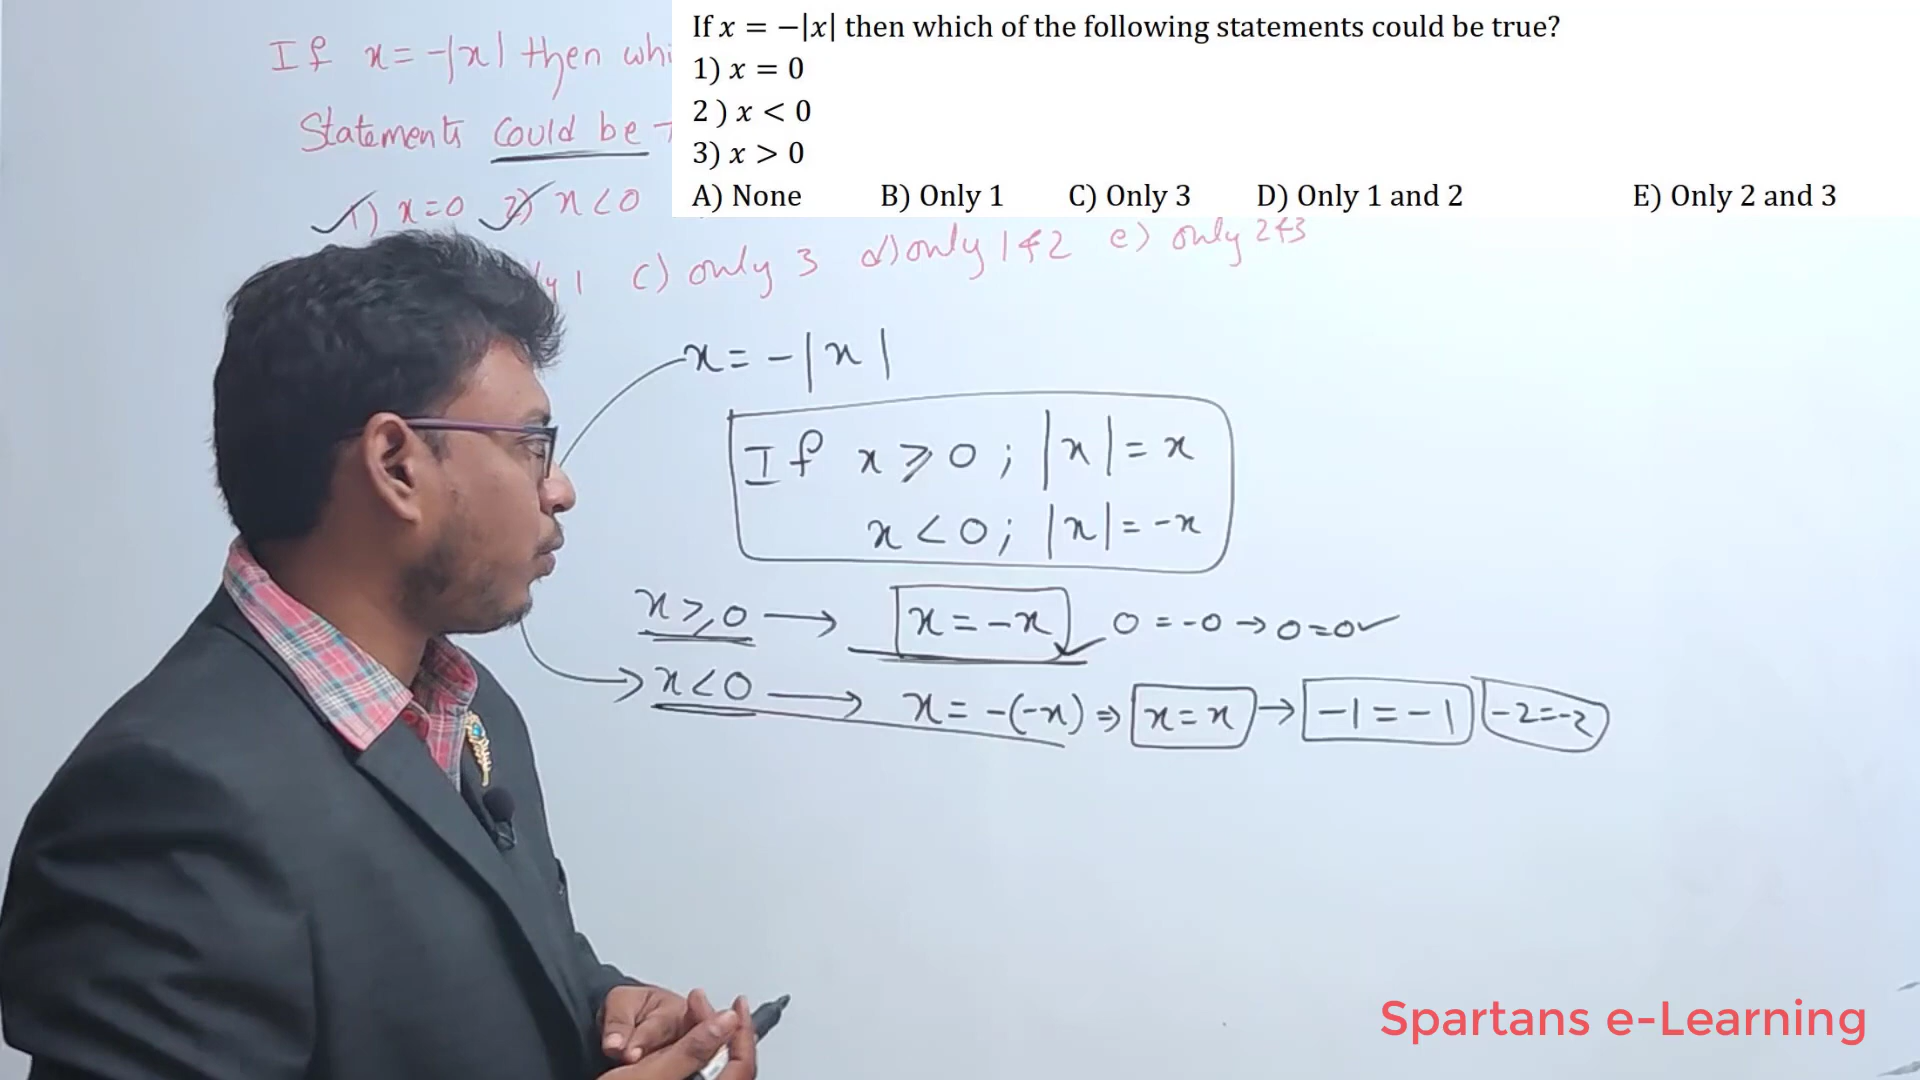 If x = −|x| then which of the following statements could be true?
1) x = 0
2 ) x < 0
3) x > 0
A) None B) Only 1 C) Only 3 D) Only 1 and 2 E) Only 2 and 3
If x = -|x| then whi
Statements could be
1) x=0 2) x<0
y 1 c) only 3 d) only 1 & 2 e) only 2&3
x = -|x|
If x ⩾ 0 ; |x| = x
x < 0 ; |x| = -x
x ⩾ 0 → x = -x 0 = -0 → 0=0 ✓
x<0 → x = -(-x) ⇒ x = x → -1 = -1 -2=-2
Spartans e-Learning